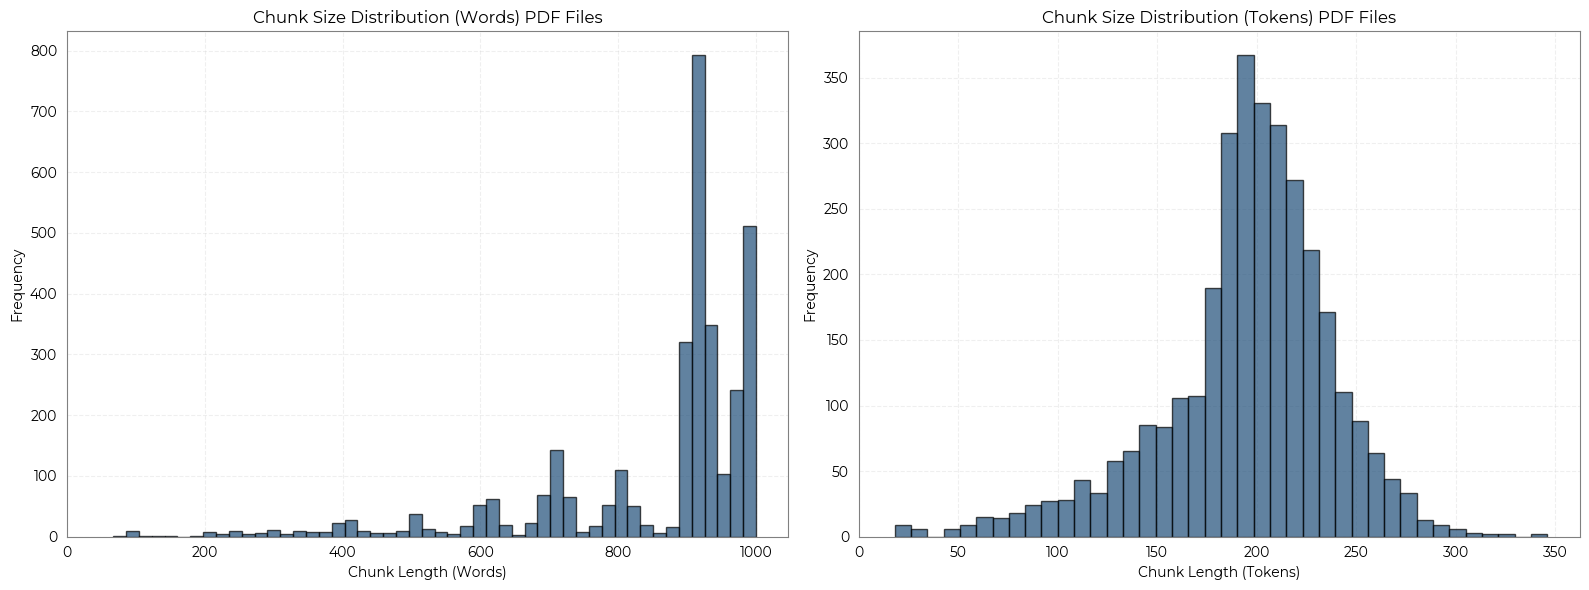 Chunk Size Distribution (Words) PDF Files
800
700
600
500
400
300
200
100
0
Frequency
0 200 400 600 800 1000
Chunk Length (Words)
Chunk Size Distribution (Tokens) PDF Files
350
300
250
200
150
100
50
0
Frequency
0 50 100 150 200 250 300 350
Chunk Length (Tokens)